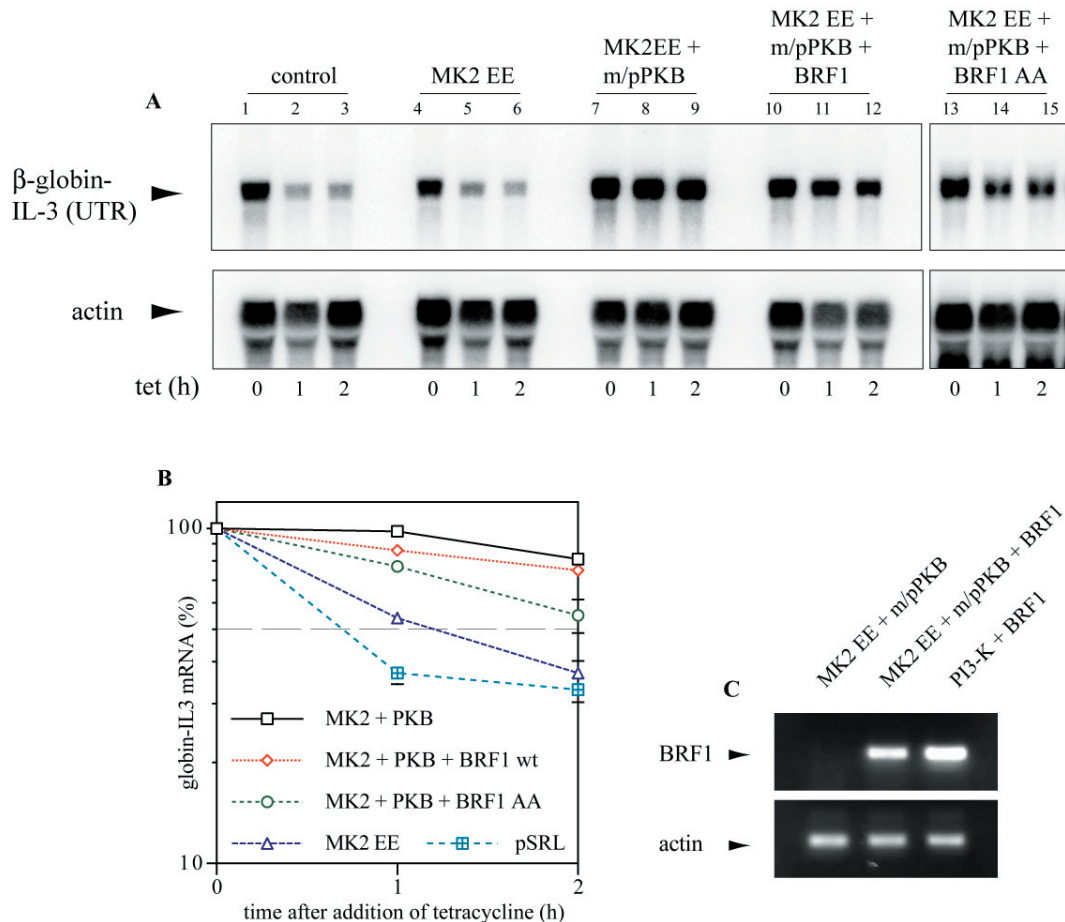 control
MK2 EE
MK2EE +
m/pPKB
MK2 EE +
m/pPKB +
BRF1
MK2 EE +
m/pPKB +
BRF1 AA
A
1 2 3 4 5 6 7 8 9 10 11 12 13 14 15
β-globin-
IL-3 (UTR)
actin
tet (h) 0 1 2 0 1 2 0 1 2 0 1 2 0 1 2
B
globin-IL3 mRNA (%)
100
10
MK2 + PKB
MK2 + PKB + BRF1 wt
MK2 + PKB + BRF1 AA
MK2 EE pSRL
0 1 2
time after addition of tetracycline (h)
C
MK2 EE + m/pPKB
MK2 EE + m/pPKB + BRF1
PI3-K + BRF1
BRF1
actin